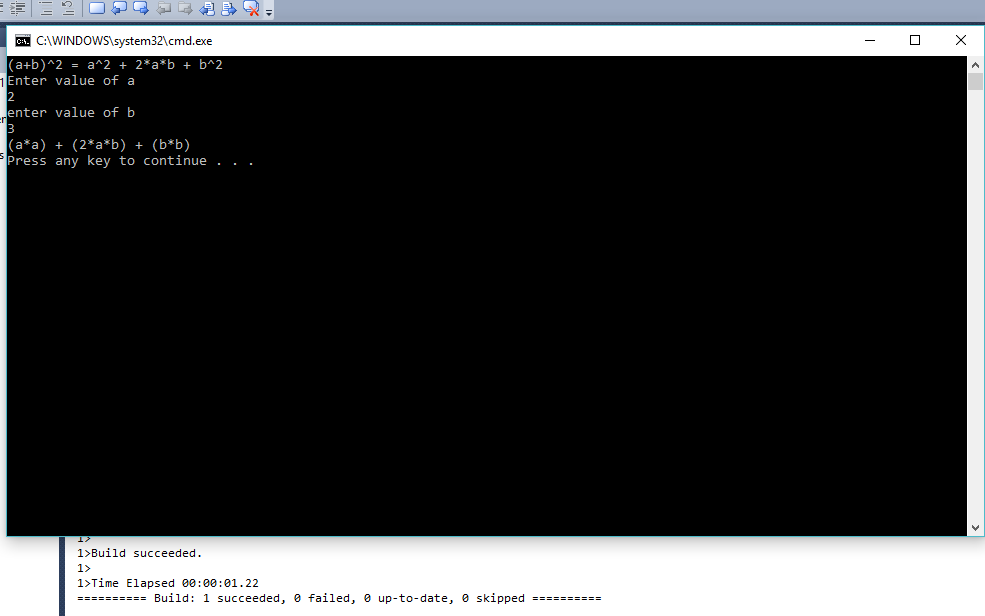 C:\WINDOWS\system32\cmd.exe
(a+b)^2 = a^2 + 2*a*b + b^2
Enter value of a
2
enter value of b
3
(a*a) + (2*a*b) + (b*b)
Press any key to continue . . .
1>
1>Build succeeded.
1>
1>Time Elapsed 00:00:01.22
========== Build: 1 succeeded, 0 failed, 0 up-to-date, 0 skipped ==========